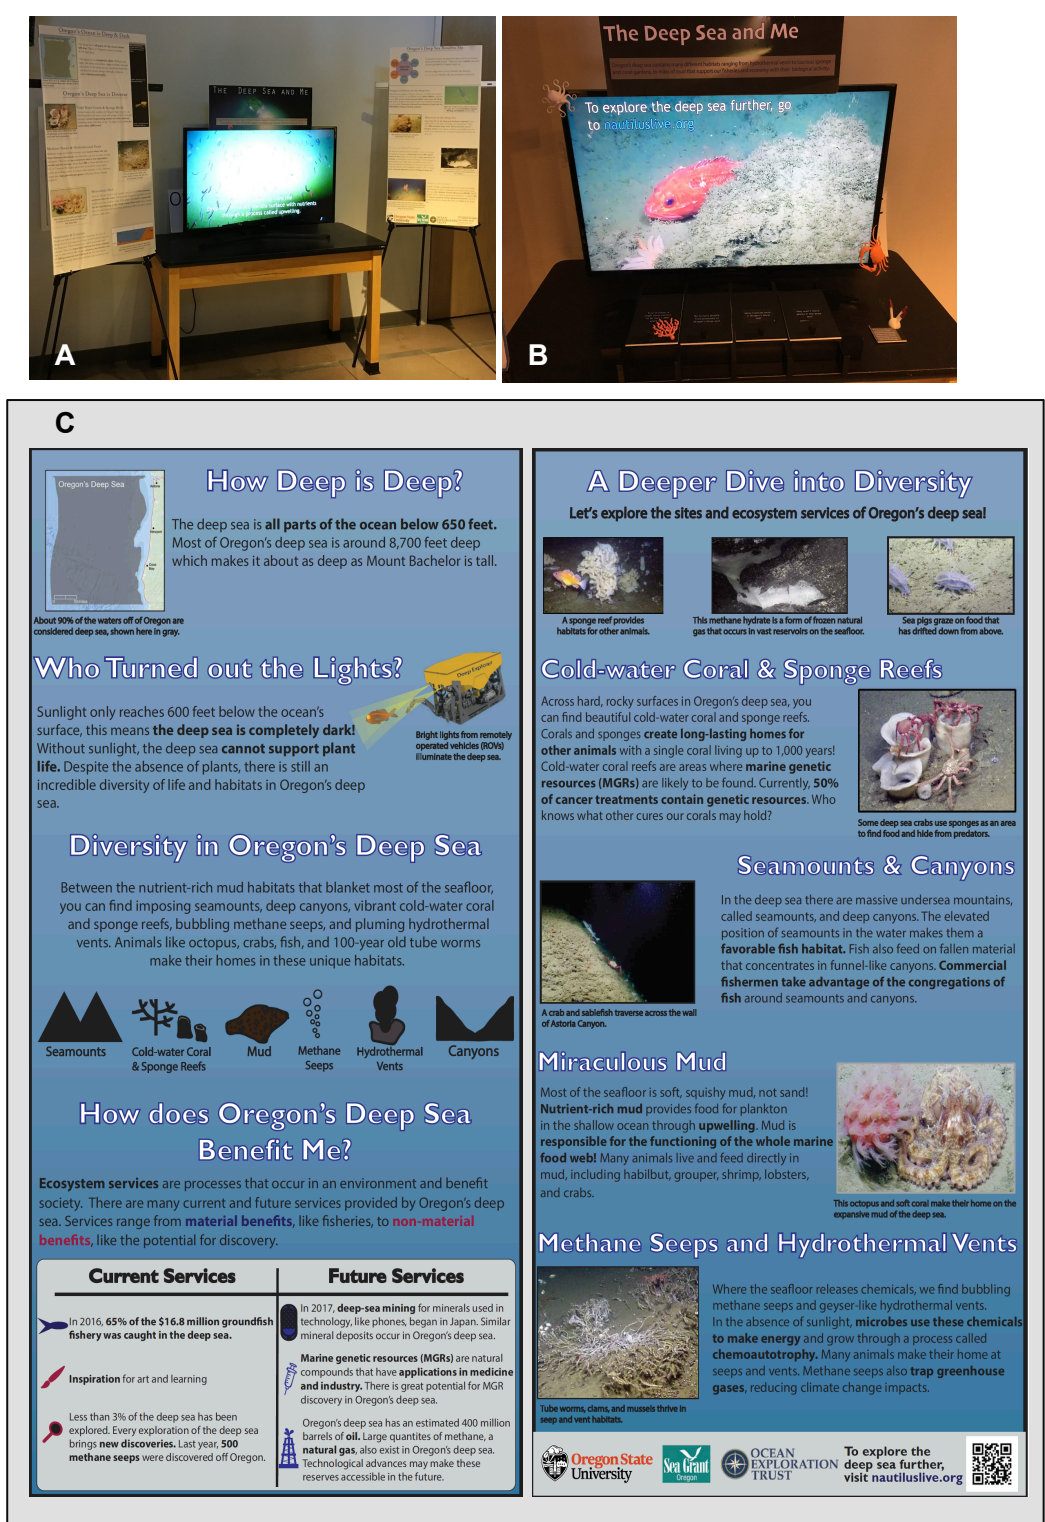 Oregon's Ocean is Deep & Dark
Oregon's Deep Sea is Diverse
THE DEEP SEA AND ME
surface with nutrients
through a process called upwelling.
Oregon's Deep Sea Benefits Me
A
The Deep Sea and Me
To explore the deep sea further, go
to nautiluslive.org
B
C
How Deep is Deep?
Oregon's Deep Sea
The deep sea is all parts of the ocean below 650 feet.
Most of Oregon's deep sea is around 8,700 feet deep
which makes it about as deep as Mount Bachelor is tall.
About 90% of the waters off of Oregon are
considered deep sea, shown here in gray.
Who Turned out the Lights?
Deep Explorer
Sunlight only reaches 600 feet below the ocean's
surface, this means the deep sea is completely dark!
Without sunlight, the deep sea cannot support plant
life. Despite the absence of plants, there is still an
incredible diversity of life and habitats in Oregon's deep
sea.
Bright lights from remotely
operated vehicles (ROVs)
illuminate the deep sea.
Diversity in Oregon's Deep Sea
Between the nutrient-rich mud habitats that blanket most of the seafloor,
you can find imposing seamounts, deep canyons, vibrant cold-water coral
and sponge reefs, bubbling methane seeps, and pluming hydrothermal
vents. Animals like octopus, crabs, fish, and 100-year old tube worms
make their homes in these unique habitats.
Seamounts
Cold-water Coral
& Sponge Reefs
Mud
Methane
Seeps
Hydrothermal
Vents
Canyons
How does Oregon's Deep Sea
Benefit Me?
Ecosystem services are processes that occur in an environment and benefit
society. There are many current and future services provided by Oregon's deep
sea. Services range from material benefits, like fisheries, to non-material
benefits, like the potential for discovery.
Current Services
In 2016, 65% of the $16.8 million groundfish
fishery was caught in the deep sea.
Inspiration for art and learning
Less than 3% of the deep sea has been
explored. Every exploration of the deep sea
brings new discoveries. Last year, 500
methane seeps were discovered off Oregon.
Future Services
In 2017, deep-sea mining for minerals used in
technology, like phones, began in Japan. Similar
mineral deposits occur in Oregon's deep sea.
Marine genetic resources (MGRs) are natural
compounds that have applications in medicine
and industry. There is great potential for MGR
discovery in Oregon's deep sea.
Oregon's deep sea has an estimated 400 million
barrels of oil. Large quantites of methane, a
natural gas, also exist in Oregon's deep sea.
Technological advances may make these
reserves accessible in the future.
A Deeper Dive into Diversity
Let's explore the sites and ecosystem services of Oregon's deep sea!
A sponge reef provides
habitats for other animals.
This methane hydrate is a form of frozen natural
gas that occurs in vast reservoirs on the seafloor.
Sea pigs graze on food that
has drifted down from above.
Cold-water Coral & Sponge Reefs
Across hard, rocky surfaces in Oregon's deep sea, you
can find beautiful cold-water coral and sponge reefs.
Corals and sponges create long-lasting homes for
other animals with a single coral living up to 1,000 years!
Cold-water coral reefs are areas where marine genetic
resources (MGRs) are likely to be found. Currently, 50%
of cancer treatments contain genetic resources. Who
knows what other cures our corals may hold?
Some deep sea crabs use sponges as an area
to find food and hide from predators.
Seamounts & Canyons
In the deep sea there are massive undersea mountains,
called seamounts, and deep canyons. The elevated
position of seamounts in the water makes them a
favorable fish habitat. Fish also feed on fallen material
that concentrates in funnel-like canyons. Commercial
fishermen take advantage of the congregations of
fish around seamounts and canyons.
A crab and sablefish traverse across the wall
of Astoria Canyon.
Miraculous Mud
Most of the seafloor is soft, squishy mud, not sand!
Nutrient-rich mud provides food for plankton
in the shallow ocean through upwelling. Mud is
responsible for the functioning of the whole marine
food web! Many animals live and feed directly in
mud, including habilbut, grouper, shrimp, lobsters,
and crabs.
This octopus and soft coral make their home on the
expansive mud of the deep sea.
Methane Seeps and Hydrothermal Vents
Where the seafloor releases chemicals, we find bubbling
methane seeps and geyser-like hydrothermal vents.
In the absence of sunlight, microbes use these chemicals
to make energy and grow through a process called
chemoautotrophy. Many animals make their home at
seeps and vents. Methane seeps also trap greenhouse
gases, reducing climate change impacts.
Tube worms, clams, and mussels thrive in
seep and vent habitats.
Oregon State
University
Sea Grant
Oregon
OCEAN
EXPLORATION
TRUST
To explore the
deep sea further,
visit nautiluslive.org